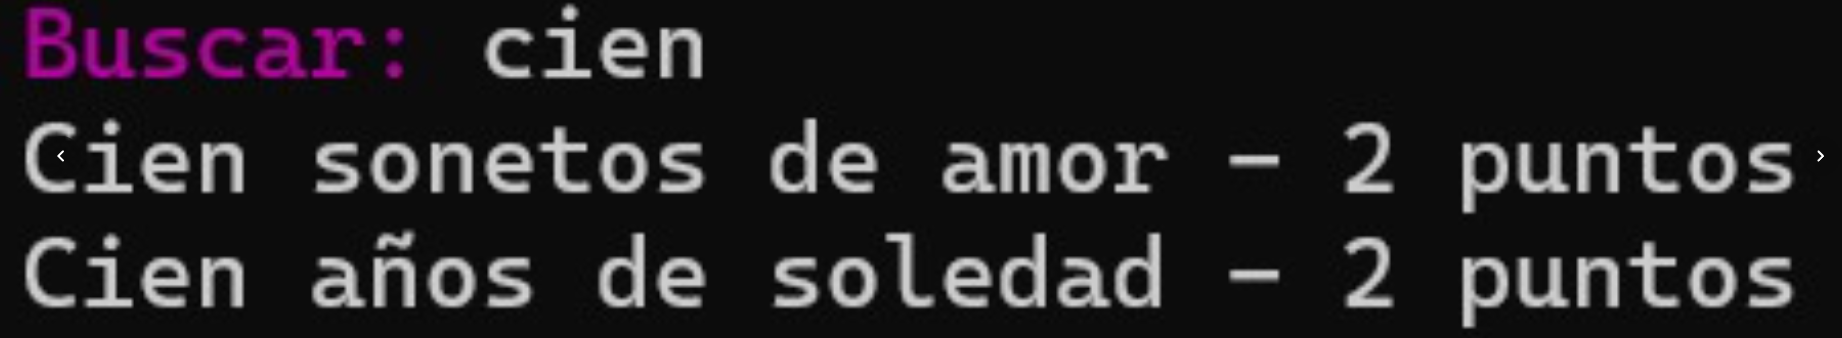 Buscar: cien
Cien sonetos de amor — 2 puntos
Cien años de soledad — 2 puntos